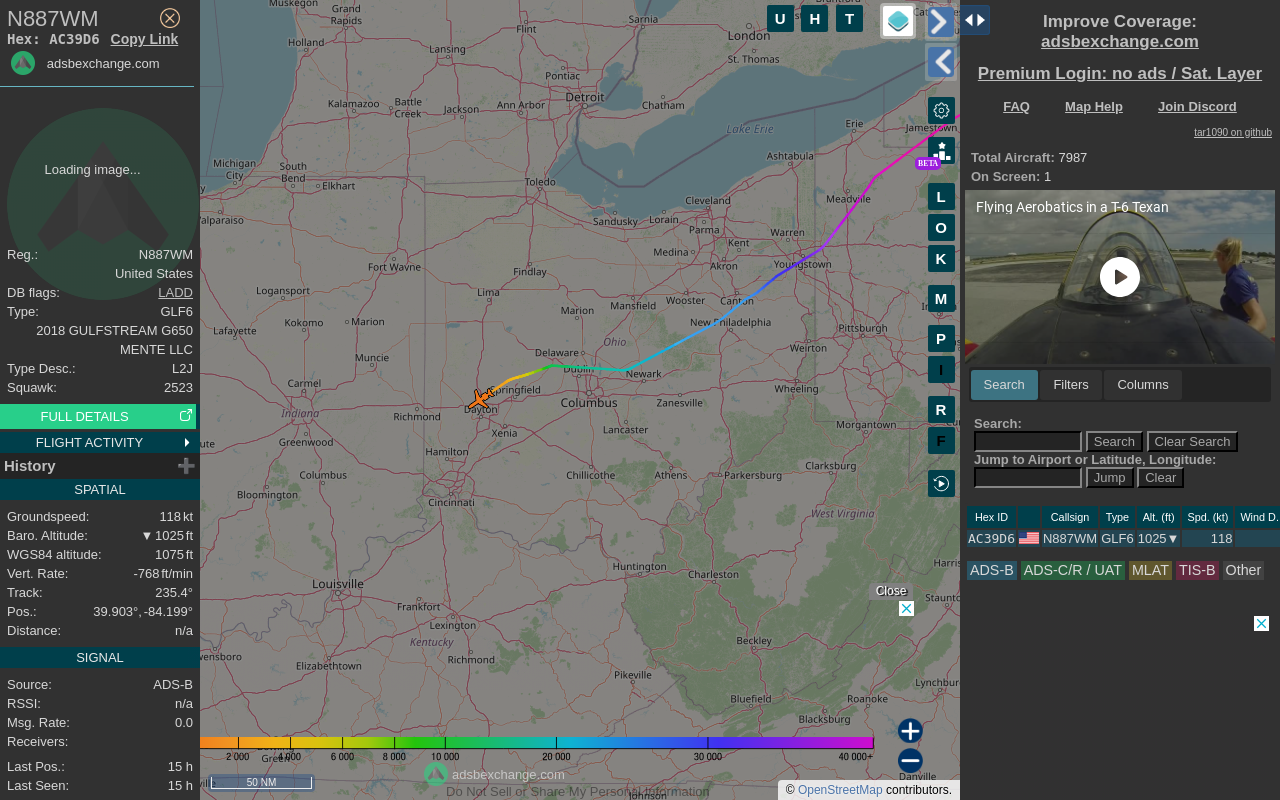 N887WM
Hex: AC39D6 Copy Link
adsbexchange.com
Loading image...
Reg.: N887WM
United States
DB flags: LADD
Type: GLF6
2018 GULFSTREAM G650
MENTE LLC
Type Desc.: L2J
Squawk: 2523
FULL DETAILS
FLIGHT ACTIVITY
History
SPATIAL
Groundspeed: 118 kt
Baro. Altitude: ▼ 1025 ft
WGS84 altitude: 1075 ft
Vert. Rate: -768 ft/min
Track: 235.4°
Pos.: 39.903°, -84.199°
Distance: n/a
SIGNAL
Source: ADS-B
RSSI: n/a
Msg. Rate: 0.0
Receivers:
Last Pos.: 15 h
Last Seen: 15 h
Muskegon
Grand Rapids
Flint
Sarnia
London
St. Thomas
Holland
Lansing
Pontiac
Detroit
Chatham
Kalamazoo
Battle Creek
Jackson
Ann Arbor
Lake Erie
Erie
Jamestown
Michigan City
South Bend
Elkhart
Toledo
Ashtabula
Cleveland
Meadville
Valparaiso
Sandusky
Lorain
Parma
Warren
Kent
Medina
Akron
Youngstown
Fort Wayne
Findlay
Logansport
Lima
Mansfield
Wooster
Canton
Marion
New Philadelphia
Kokomo
Marion
Lafayette
Pittsburgh
Ohio
Weirton
Muncie
Delaware
Dublin
Newark
Wheeling
Carmel
Springfield
Columbus
Zanesville
Indiana
Richmond
Dayton
Greenwood
Xenia
Lancaster
Morgantown
Hamilton
Clarksburg
Columbus
Chillicothe
Athens
Parkersburg
Bloomington
Cincinnati
West Virginia
Huntington
Charleston
Louisville
Frankfort
Lexington
Kentucky
Beckley
Elizabethtown
Richmond
Pikeville
Bluefield
Roanoke
Lynchburg
Blacksburg
Danville
Johnson
U H T
BETA
L
O
K
M
P
I
R
F
Close
2 000 4 000 6 000 8 000 10 000 20 000 30 000 40 000+
50 NM
adsbexchange.com
Do Not Sell or Share My Personal Information
© OpenStreetMap contributors.
Improve Coverage:
adsbexchange.com
Premium Login: no ads / Sat. Layer
FAQ Map Help Join Discord
tar1090 on github
Total Aircraft: 7987
On Screen: 1
Flying Aerobatics in a T-6 Texan
Search Filters Columns
Search:
Search Clear Search
Jump to Airport or Latitude, Longitude:
Jump Clear
Hex ID Callsign Type Alt. (ft) Spd. (kt) Wind D.
AC39D6 N887WM GLF6 1025▼ 118
ADS-B ADS-C/R / UAT MLAT TIS-B Other